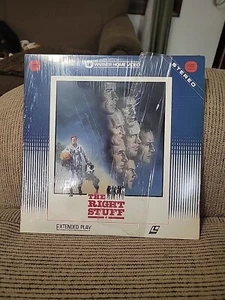 WARNER HOME VIDEO
STEREO
THE
RIGHT
STUFF
EXTENDED PLAY